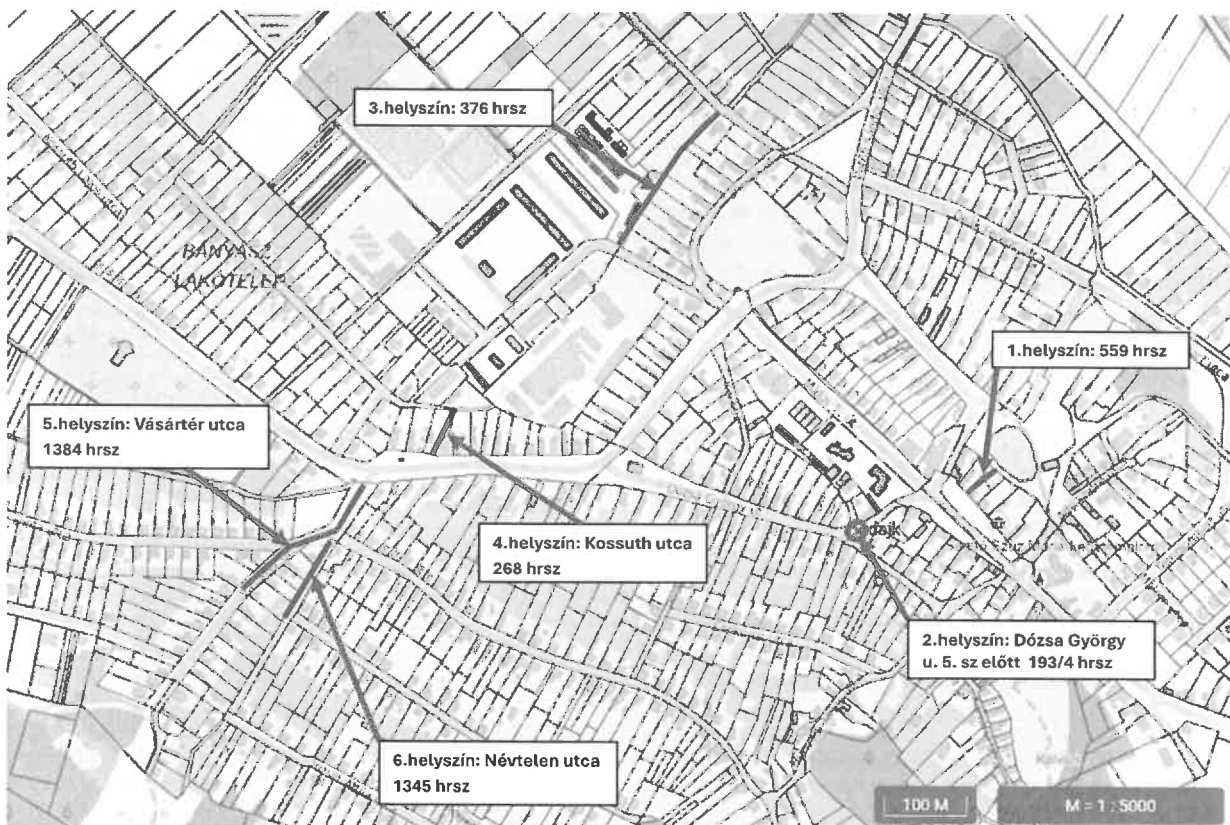 3.helyszín: 376 hrsz
BÁNYÁSZ
LAKÓTELEP
1.helyszín: 559 hrsz
5.helyszín: Vásártér utca
1384 hrsz
4.helyszín: Kossuth utca
268 hrsz
2.helyszín: Dózsa György
u. 5. sz előtt 193/4 hrsz
6.helyszín: Névtelen utca
1345 hrsz
100 M
M = 1 : 5000